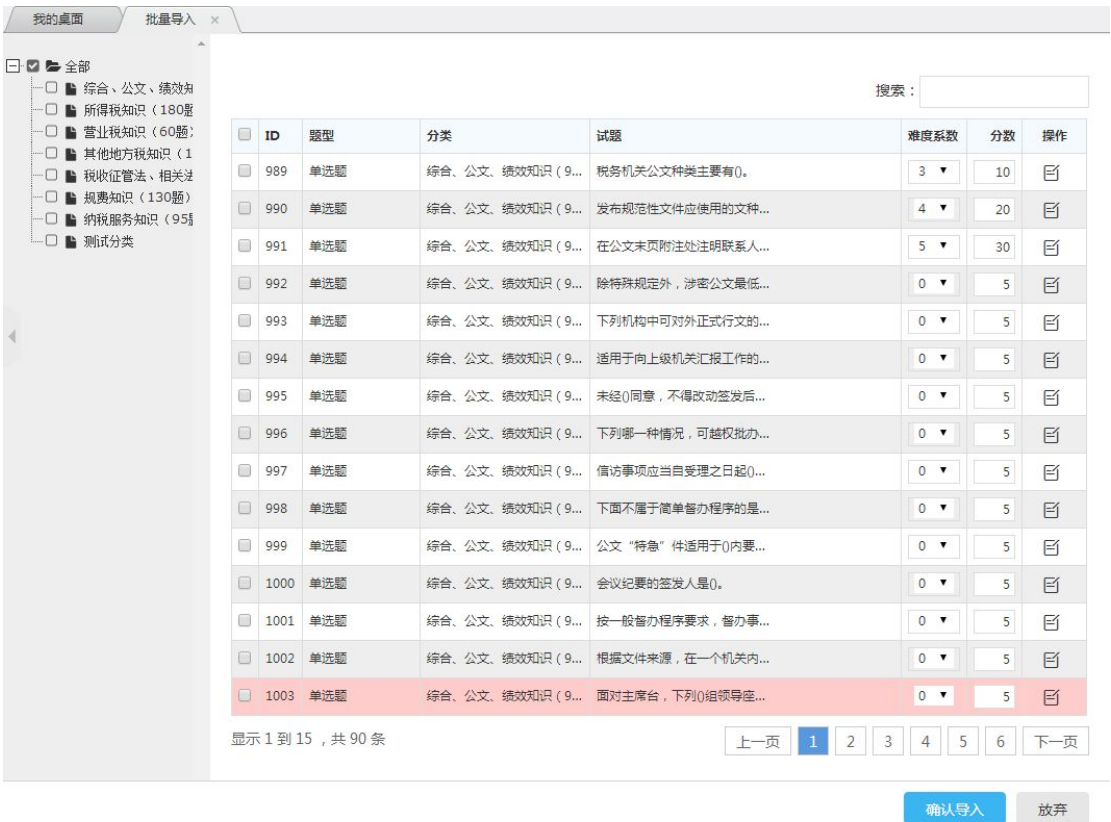 我的桌面 批量导入 ×
全部
综合、公文、绩效知
所得税知识（180题
营业税知识（60题）
其他地方税知识（1
税收征管法、相关法
规费知识（130题）
纳税服务知识（95题
测试分类
搜索：
ID 题型 分类 试题 难度系数 分数 操作
989 单选题 综合、公文、绩效知识（9... 税务机关公文种类主要有()。 3 10
990 单选题 综合、公文、绩效知识（9... 发布规范性文件应使用的文种... 4 20
991 单选题 综合、公文、绩效知识（9... 在公文末页附注处注明联系人... 5 30
992 单选题 综合、公文、绩效知识（9... 除特殊规定外，涉密公文最低... 0 5
993 单选题 综合、公文、绩效知识（9... 下列机构中可对外正式行文的... 0 5
994 单选题 综合、公文、绩效知识（9... 适用于向上级机关汇报工作的... 0 5
995 单选题 综合、公文、绩效知识（9... 未经()同意，不得改动签发后... 0 5
996 单选题 综合、公文、绩效知识（9... 下列哪一种情况，可越权批办... 0 5
997 单选题 综合、公文、绩效知识（9... 信访事项应当自受理之日起()... 0 5
998 单选题 综合、公文、绩效知识（9... 下面不属于简单督办程序的是... 0 5
999 单选题 综合、公文、绩效知识（9... 公文“特急”件适用于()内要... 0 5
1000 单选题 综合、公文、绩效知识（9... 会议纪要的签发人是()。 0 5
1001 单选题 综合、公文、绩效知识（9... 按一般督办程序要求，督办事... 0 5
1002 单选题 综合、公文、绩效知识（9... 根据文件来源，在一个机关内... 0 5
1003 单选题 综合、公文、绩效知识（9... 面对主席台，下列()组领导座... 0 5
显示 1 到 15 ，共 90 条 上一页 1 2 3 4 5 6 下一页
确认导入 放弃